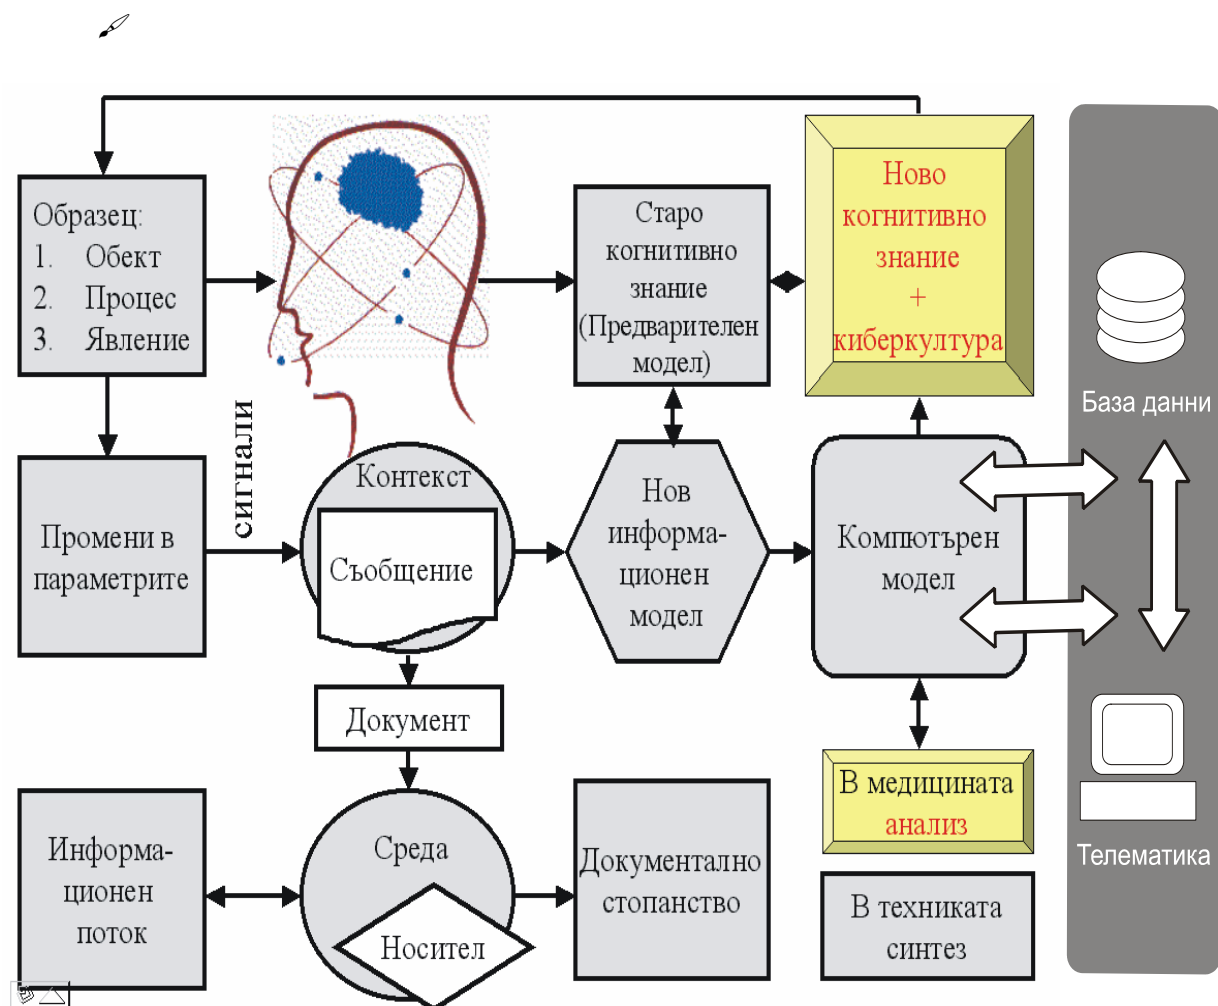 Образец:
1. Обект
2. Процес
3. Явление
Старо
когнитивно
знание
(Предварителен
модел)
Ново
когнитивно
знание
+
киберкултура
База данни
сигнали
Промени в
параметрите
Контекст
Съобщение
Нов
информа-
ционен
модел
Компютърен
модел
Документ
В медицината
анализ
Информа-
ционен
поток
Среда
Носител
Документално
стопанство
В техниката
синтез
Телематика